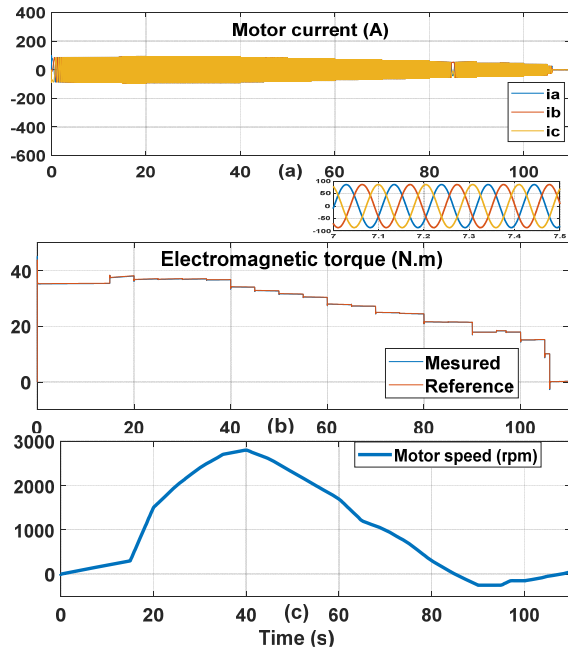 Motor current (A)
400
200
0
-200
-400
-600
ia
ib
ic
0 20 40 60 80 100
(a)
100
50
0
-50
-100
7 7.1 7.2 7.3 7.4 7.5
Electromagnetic torque (N.m)
40
20
0
Mesured
Reference
0 20 40 60 80 100
(b)
3000
2000
1000
0
Motor speed (rpm)
(c)
0 20 40 60 80 100
Time (s)